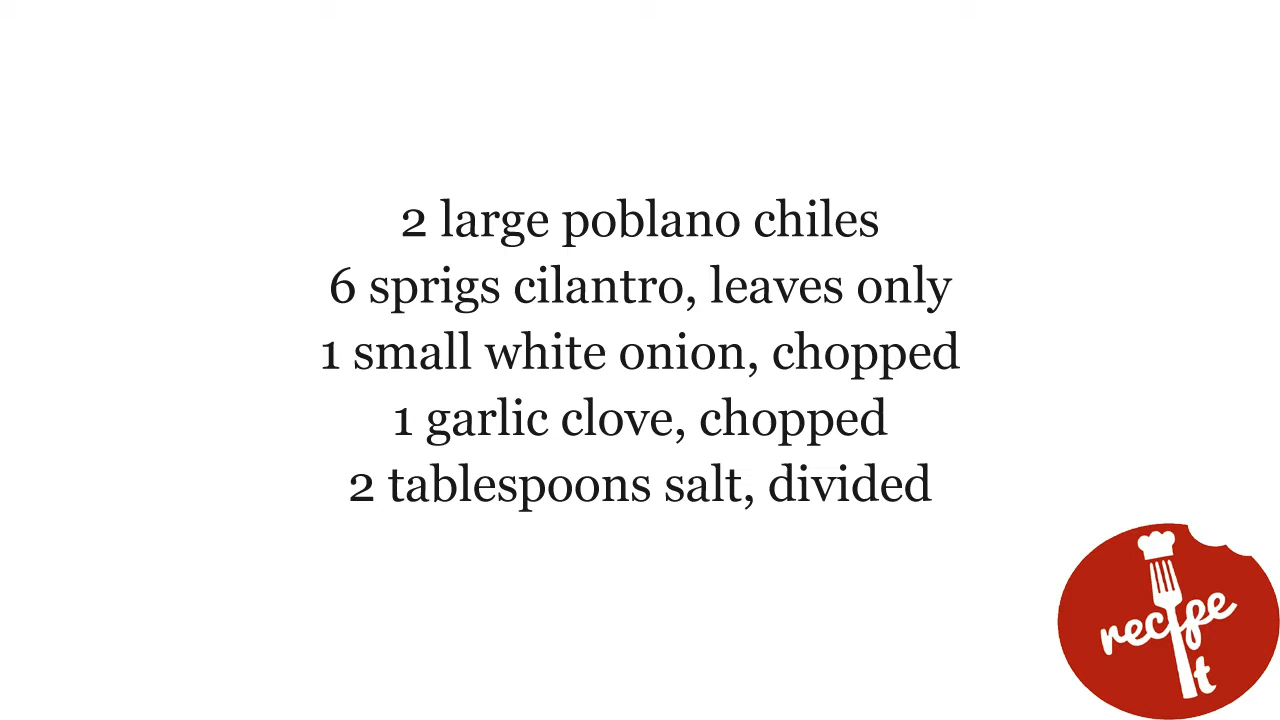 2 large poblano chiles
6 sprigs cilantro, leaves only
1 small white onion, chopped
1 garlic clove, chopped
2 tablespoons salt, divided
recipe
It